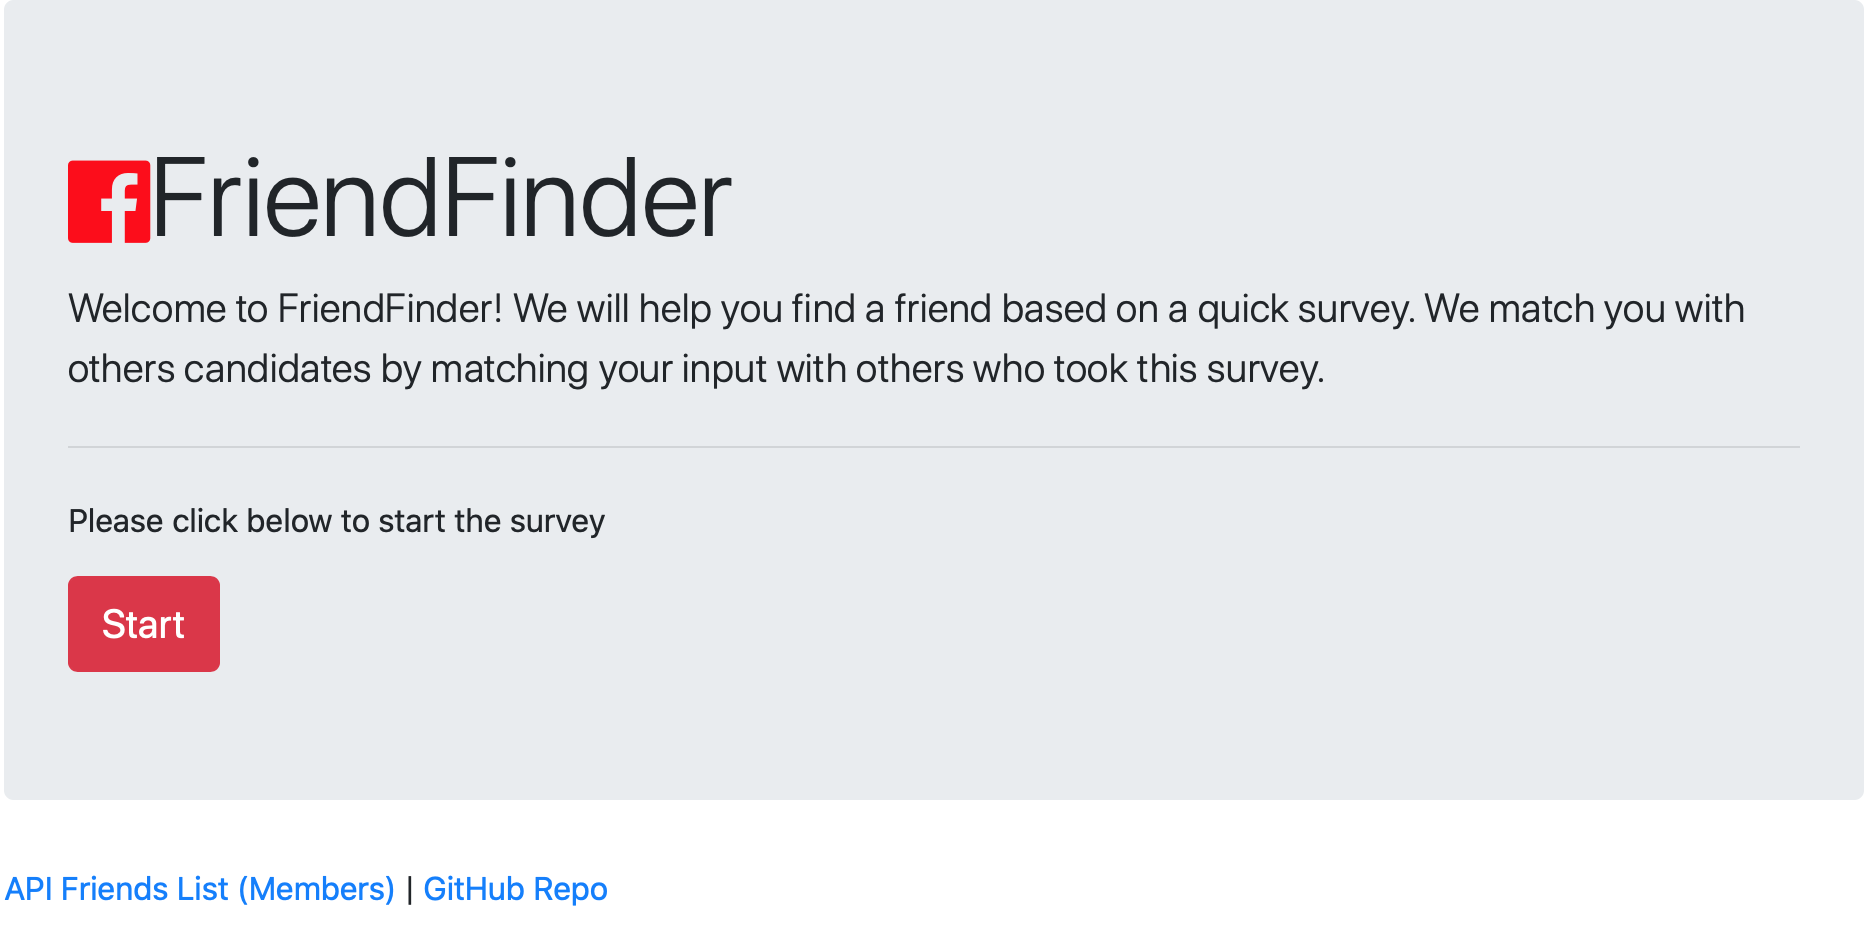 FriendFinder
Welcome to FriendFinder! We will help you find a friend based on a quick survey. We match you with
others candidates by matching your input with others who took this survey.
Please click below to start the survey
Start
API Friends List (Members) | GitHub Repo